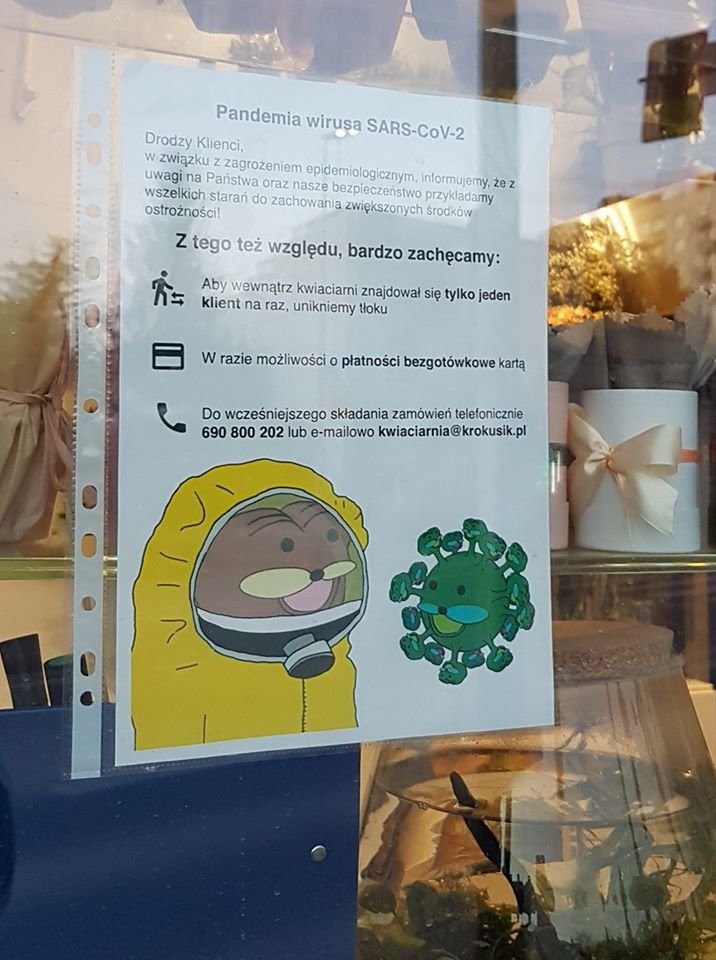 Pandemia wirusa SARS-CoV-2
Drodzy Klienci,
w związku z zagrożeniem epidemiologicznym, informujemy, że z
uwagi na Państwa oraz nasze bezpieczeństwo przykładamy
wszelkich starań do zachowania zwiększonych środków
ostrożności!
Z tego też względu, bardzo zachęcamy:
Aby wewnątrz kwiaciarni znajdował się tylko jeden
klient na raz, unikniemy tłoku
W razie możliwości o płatności bezgotówkowe kartą
Do wcześniejszego składania zamówień telefonicznie
690 800 202 lub e-mailowo kwiaciarnia@krokusik.pl